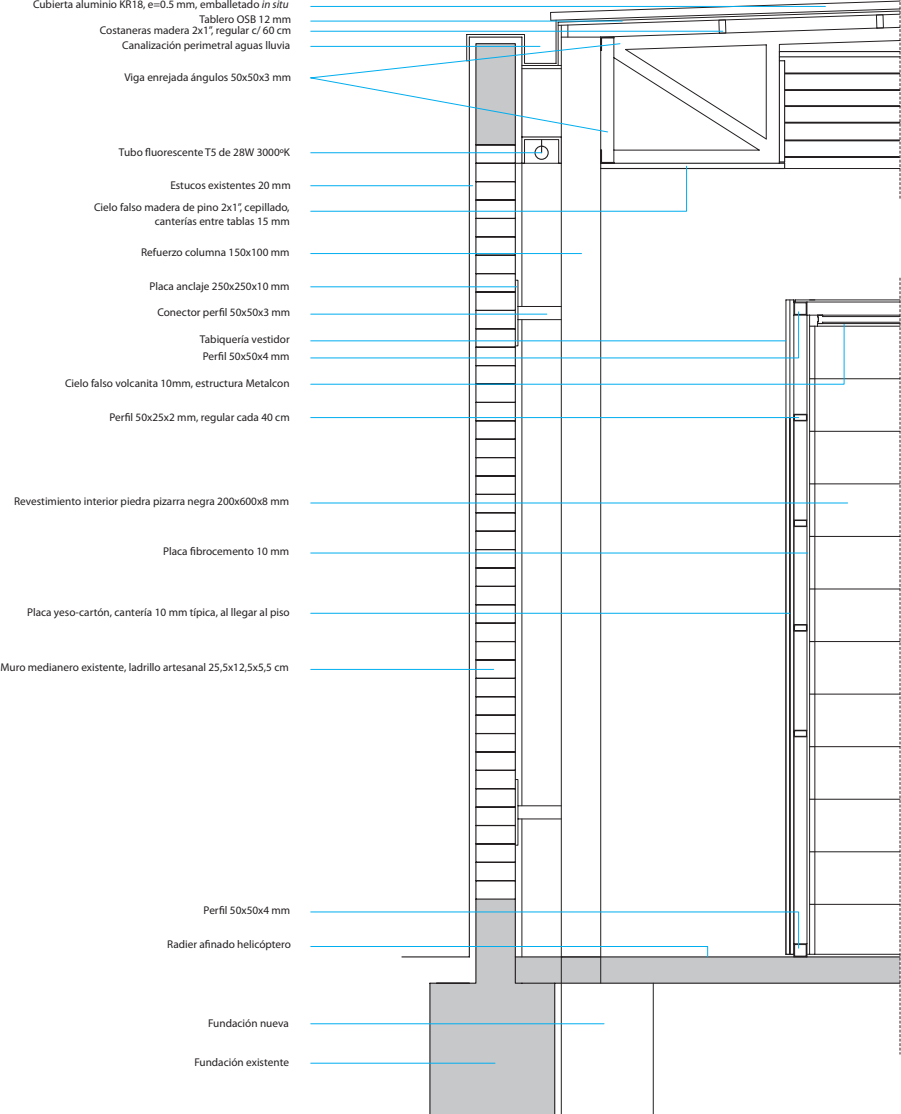 Cubierta aluminio KR18, e=0.5 mm, emballetado in situ
Tablero OSB 12 mm
Costaneras madera 2x1", regular c/ 60 cm
Canalización perimetral aguas lluvia
Viga enrejada ángulos 50x50x3 mm
Tubo fluorescente T5 de 28W 3000ºK
Estucos existentes 20 mm
Cielo falso madera de pino 2x1", cepillado,
canterías entre tablas 15 mm
Refuerzo columna 150x100 mm
Placa anclaje 250x250x10 mm
Conector perfil 50x50x3 mm
Tabiquería vestidor
Perfil 50x50x4 mm
Cielo falso volcanita 10mm, estructura Metalcon
Perfil 50x25x2 mm, regular cada 40 cm
Revestimiento interior piedra pizarra negra 200x600x8 mm
Placa fibrocemento 10 mm
Placa yeso-cartón, cantería 10 mm típica, al llegar al piso
Muro medianero existente, ladrillo artesanal 25,5x12,5x5,5 cm
Perfil 50x50x4 mm
Radier afinado helicóptero
Fundación nueva
Fundación existente